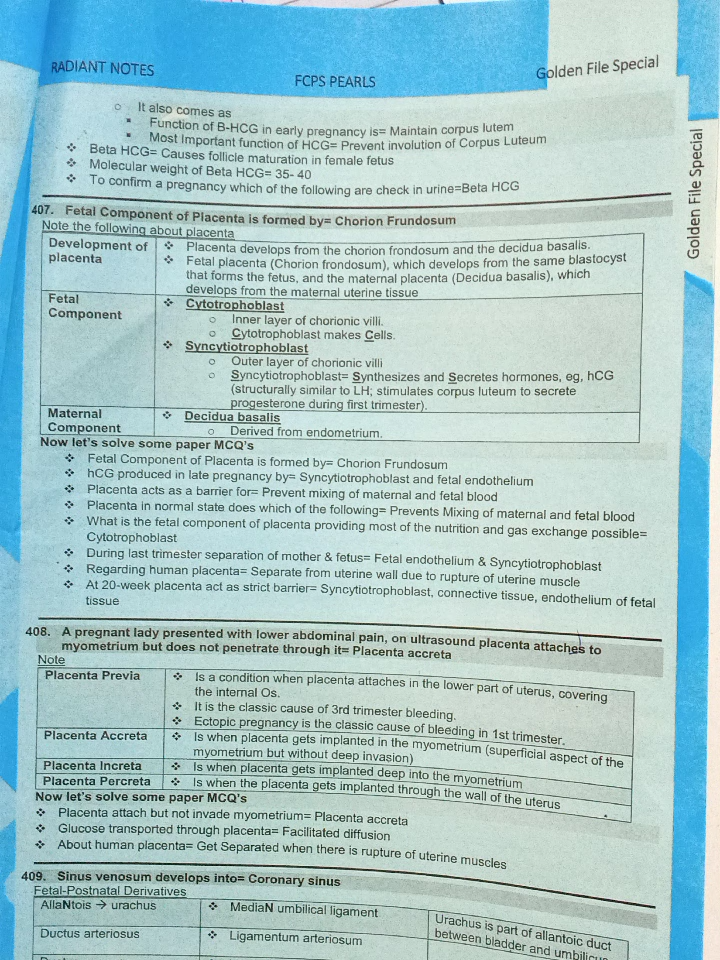 RADIANT NOTES
FCPS PEARLS
Golden File Special
Golden File Special
o It also comes as
▪ Function of B-HCG in early pregnancy is= Maintain corpus lutem
▪ Most Important function of HCG= Prevent involution of Corpus Luteum
❖ Beta HCG= Causes follicle maturation in female fetus
❖ Molecular weight of Beta HCG= 35- 40
❖ To confirm a pregnancy which of the following are check in urine=Beta HCG
407. Fetal Component of Placenta is formed by= Chorion Frundosum
Note the following about placenta
Development of
placenta
❖ Placenta develops from the chorion frondosum and the decidua basalis.
❖ Fetal placenta (Chorion frondosum), which develops from the same blastocyst
that forms the fetus, and the maternal placenta (Decidua basalis), which
develops from the maternal uterine tissue
Fetal
Component
❖ Cytotrophoblast
o Inner layer of chorionic villi.
o Cytotrophoblast makes Cells.
❖ Syncytiotrophoblast
o Outer layer of chorionic villi
o Syncytiotrophoblast= Synthesizes and Secretes hormones, eg, hCG
(structurally similar to LH; stimulates corpus luteum to secrete
progesterone during first trimester).
Maternal
Component
❖ Decidua basalis
o Derived from endometrium.
Now let's solve some paper MCQ's
❖ Fetal Component of Placenta is formed by= Chorion Frundosum
❖ hCG produced in late pregnancy by= Syncytiotrophoblast and fetal endothelium
❖ Placenta acts as a barrier for= Prevent mixing of maternal and fetal blood
❖ Placenta in normal state does which of the following= Prevents Mixing of maternal and fetal blood
❖ What is the fetal component of placenta providing most of the nutrition and gas exchange possible=
Cytotrophoblast
❖ During last trimester separation of mother & fetus= Fetal endothelium & Syncytiotrophoblast
❖ Regarding human placenta= Separate from uterine wall due to rupture of uterine muscle
❖ At 20-week placenta act as strict barrier= Syncytiotrophoblast, connective tissue, endothelium of fetal
tissue
408. A pregnant lady presented with lower abdominal pain, on ultrasound placenta attaches to
myometrium but does not penetrate through it= Placenta accreta
Note
Placenta Previa
❖ Is a condition when placenta attaches in the lower part of uterus, covering
the internal Os.
❖ It is the classic cause of 3rd trimester bleeding.
❖ Ectopic pregnancy is the classic cause of bleeding in 1st trimester.
Placenta Accreta
❖ Is when placenta gets implanted in the myometrium (superficial aspect of the
myometrium but without deep invasion)
Placenta Increta
❖ Is when placenta gets implanted deep into the myometrium
Placenta Percreta
❖ Is when the placenta gets implanted through the wall of the uterus
Now let's solve some paper MCQ's
❖ Placenta attach but not invade myometrium= Placenta accreta
❖ Glucose transported through placenta= Facilitated diffusion
❖ About human placenta= Get Separated when there is rupture of uterine muscles
409. Sinus venosum develops into= Coronary sinus
Fetal-Postnatal Derivatives
AllaNtois → urachus
❖ MediaN umbilical ligament
Urachus is part of allantoic duct
between bladder and umbilicus
Ductus arteriosus
❖ Ligamentum arteriosum